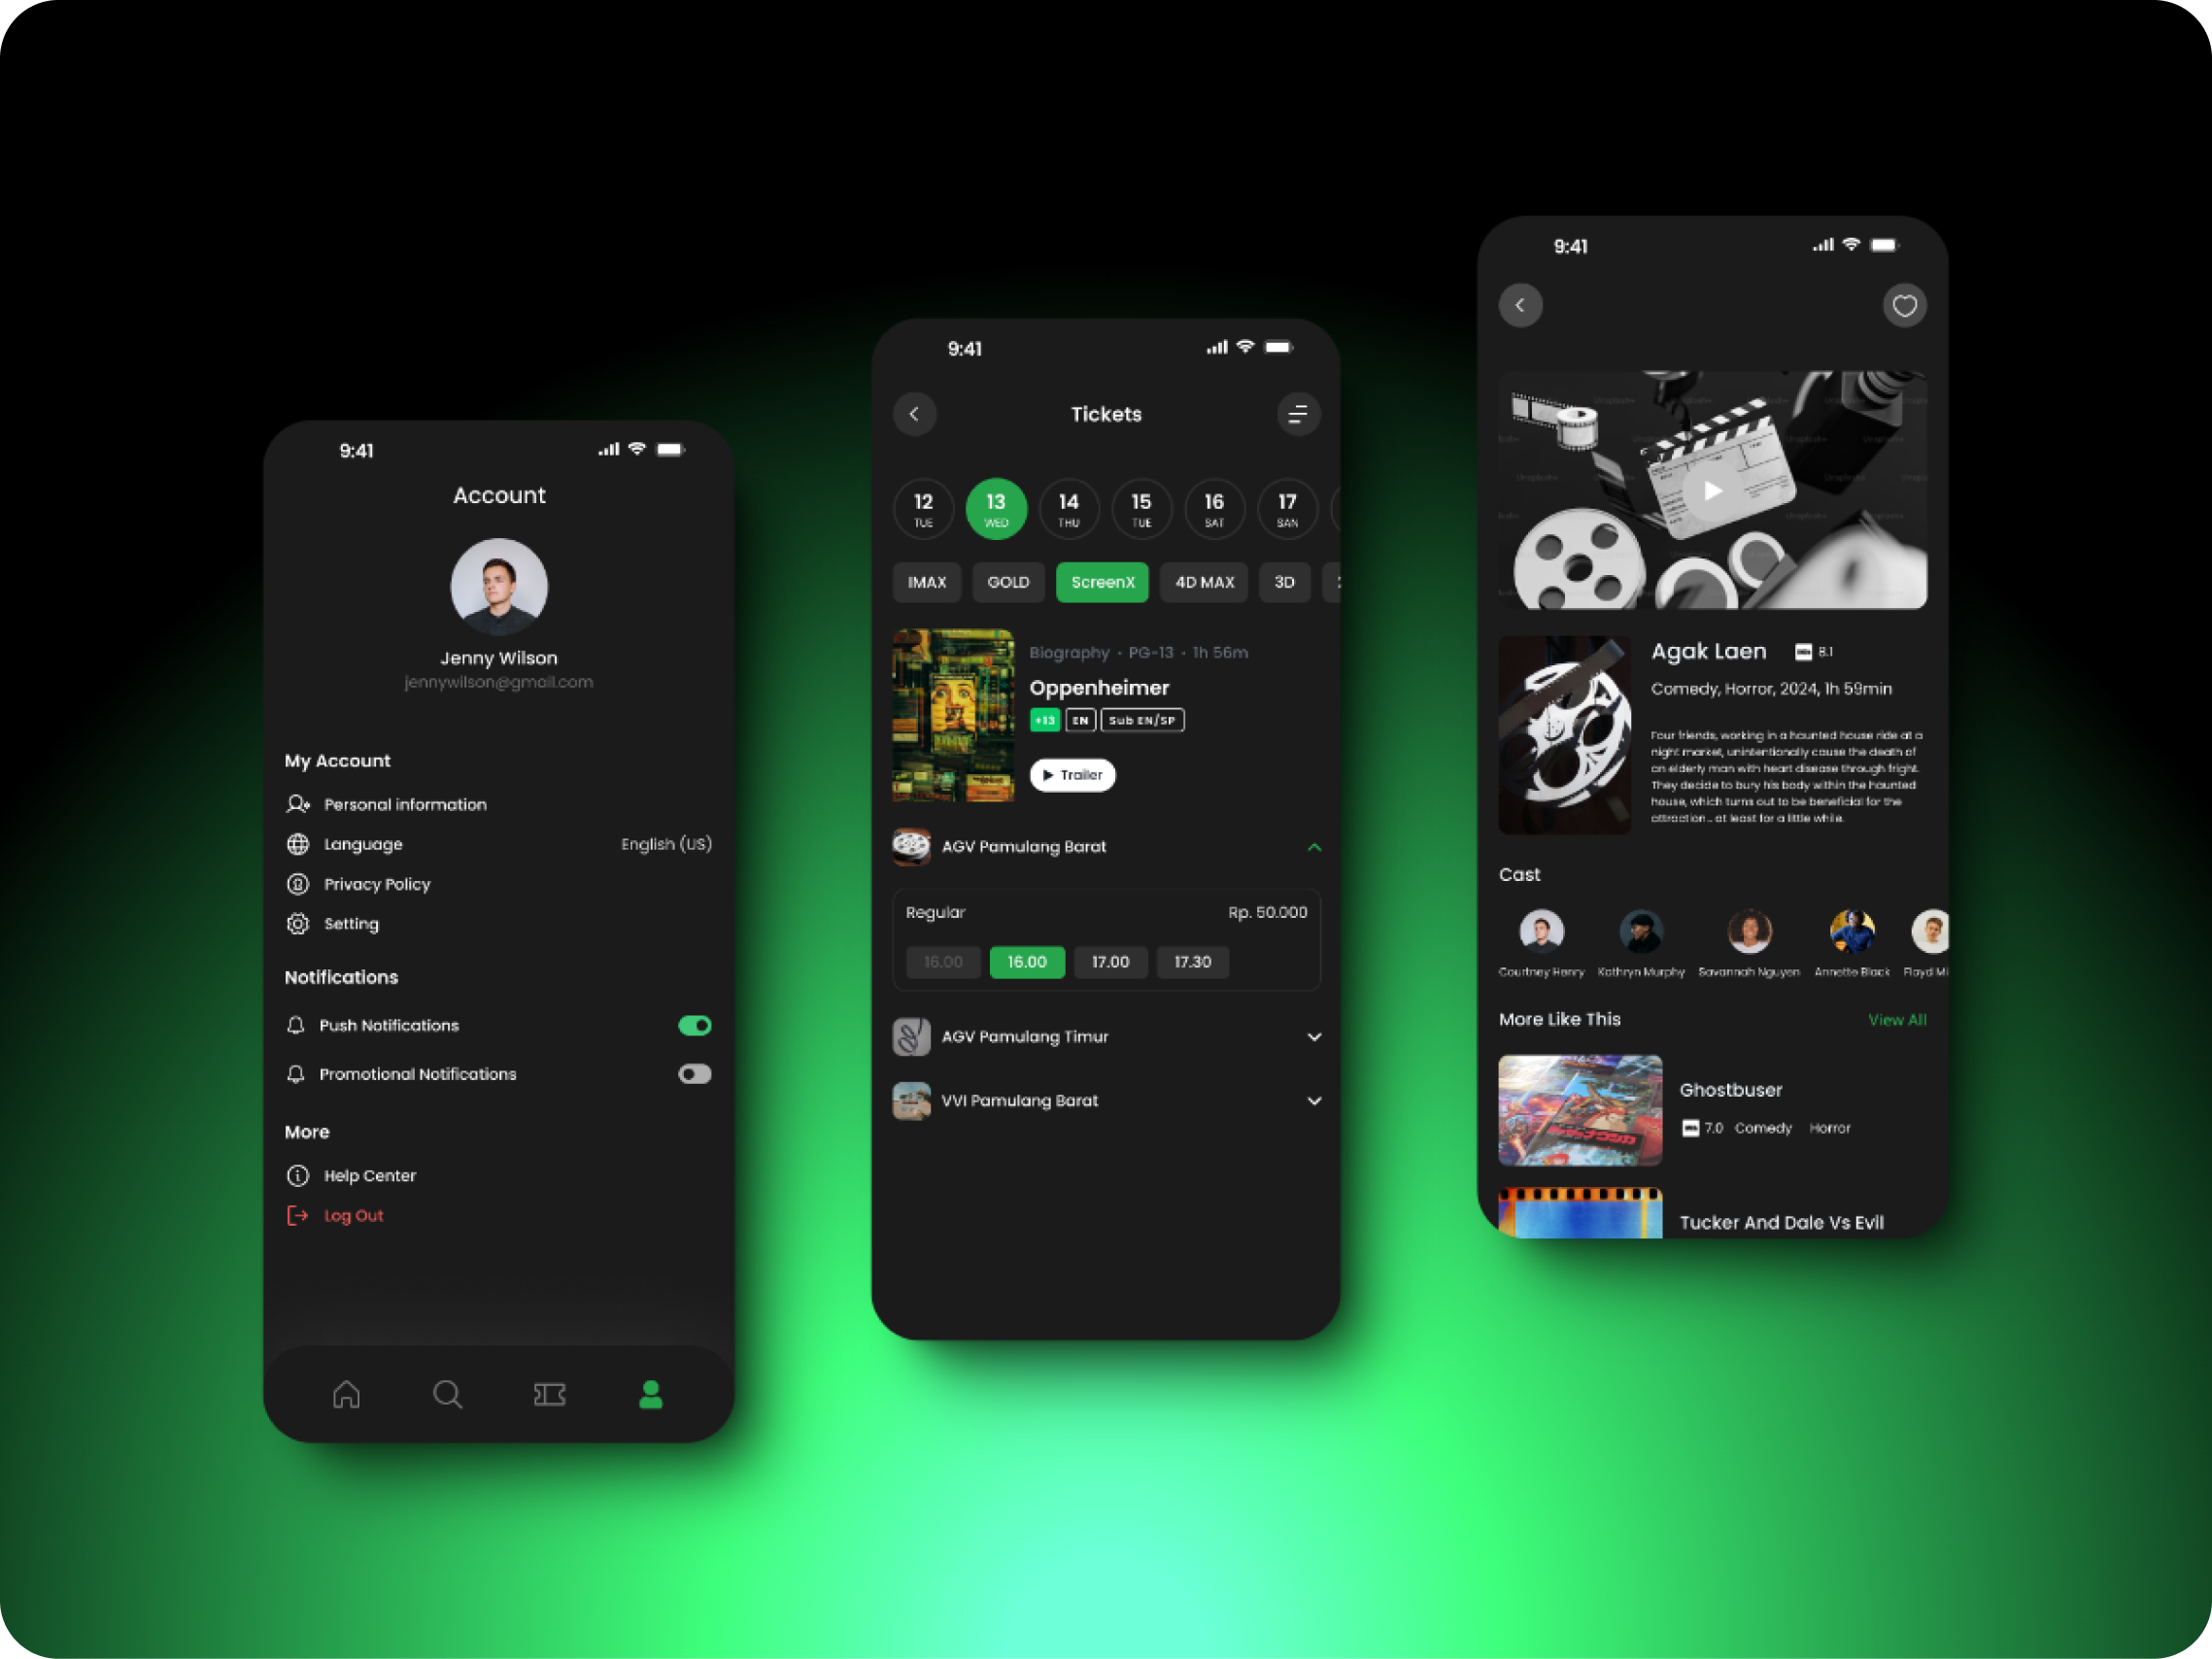 9:41
Account
Jenny Wilson
jennywilson@gmail.com
My Account
Personal information
Language English (US)
Privacy Policy
Setting
Notifications
Push Notifications
Promotional Notifications
More
Help Center
Log Out
9:41
Tickets
12 13 14 15 16 17
TUE WED THU TUE SAT SAN
IMAX GOLD ScreenX 4D MAX 3D
Biography • PG-13 • 1h 56m
Oppenheimer
+13 EN Sub EN/SP
Trailer
AGV Pamulang Barat
Regular Rp. 50.000
16.00 16.00 17.00 17.30
AGV Pamulang Timur
VVI Pamulang Barat
9:41
Agak Laen 8.1
Comedy, Horror, 2024, 1h 59min
Four friends, working in a haunted house ride at a
night market, unintentionally cause the death of
an elderly man with heart disease through fright.
They decide to bury his body within the haunted
house, which turns out to be beneficial for the
attraction... at least for a little while.
Cast
Courtney Henry Kathryn Murphy Savannah Nguyen Annette Black Floyd Mi
More Like This View All
Ghostbuser
7.0 Comedy Horror
Tucker And Dale Vs Evil